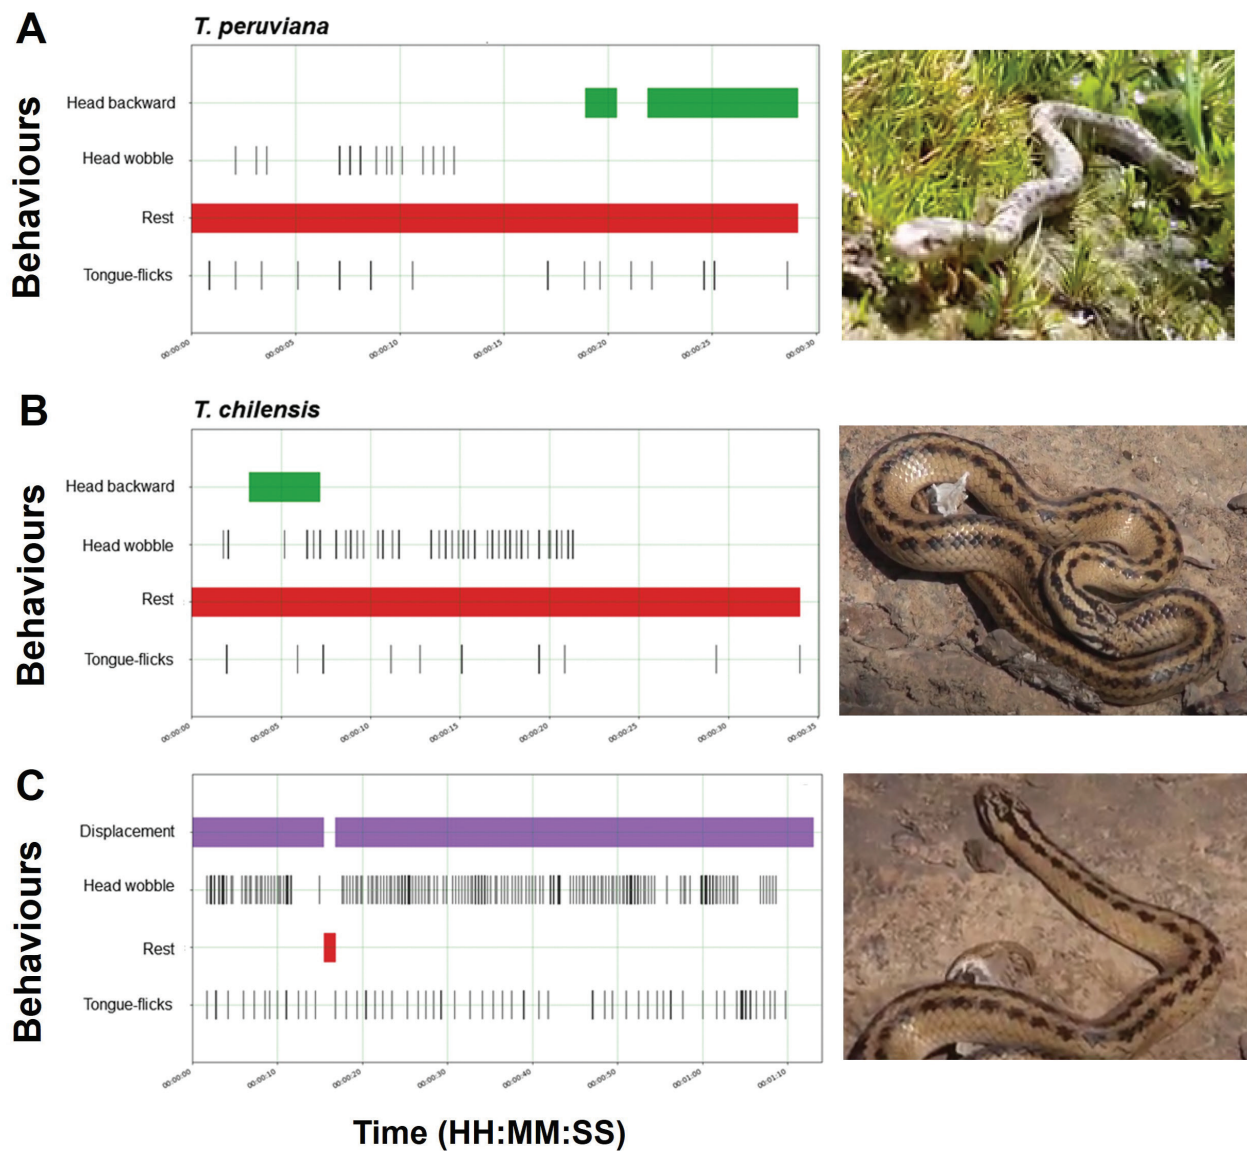 A
T. peruviana
Behaviours
Head backward
Head wobble
Rest
Tongue-flicks
00:00:00 00:00:05 00:00:10 00:00:15 00:00:20 00:00:25 00:00:30
B
T. chilensis
Behaviours
Head backward
Head wobble
Rest
Tongue-flicks
00:00:00 00:00:05 00:00:10 00:00:15 00:00:20 00:00:25 00:00:30 00:00:35
C
Behaviours
Displacement
Head wobble
Rest
Tongue-flicks
00:00:00 00:00:10 00:00:20 00:00:30 00:00:40 00:00:50 00:01:00 00:01:10
Time (HH:MM:SS)